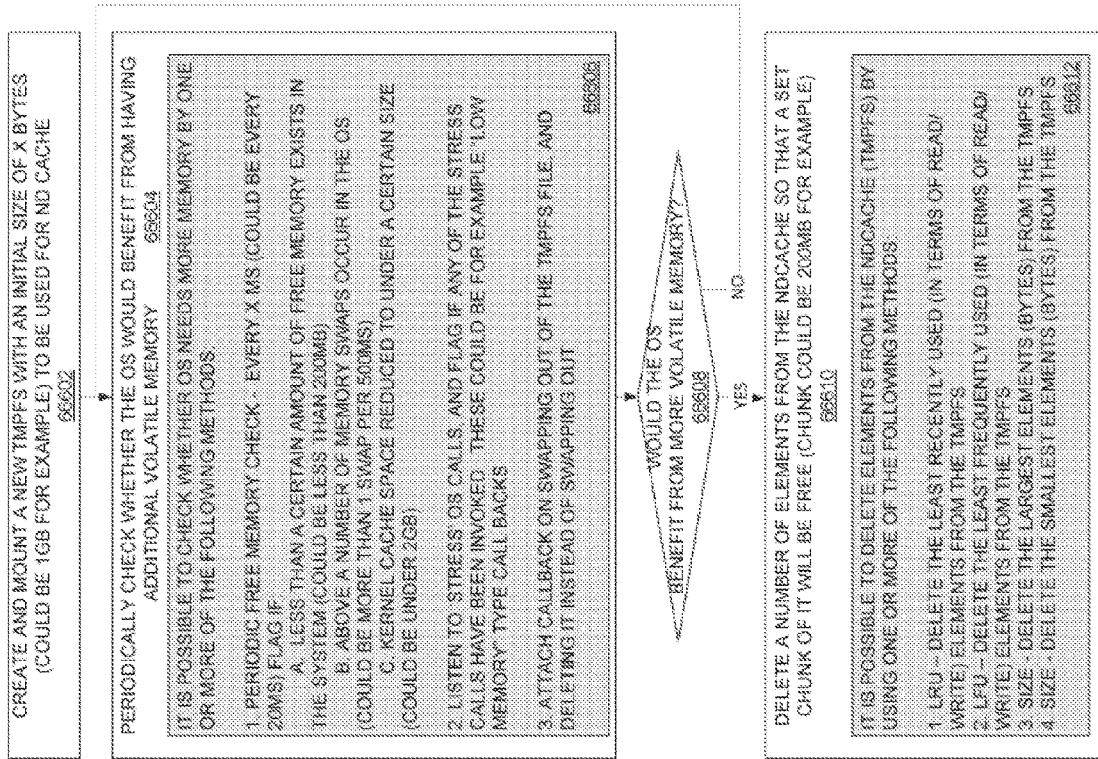 CREATE AND MOUNT A NEW TMPFS WITH AN INITIAL SIZE OF X BYTES
(COULD BE 1GB FOR EXAMPLE) TO BE USED FOR ND CACHE
66602
PERIODICALLY CHECK WHETHER THE OS WOULD BENEFIT FROM HAVING
ADDITIONAL VOLATILE MEMORY 66604
IT IS POSSIBLE TO CHECK WHETHER OS NEEDS MORE MEMORY BY ONE
OR MORE OF THE FOLLOWING METHODS:
1. PERIODIC FREE MEMORY CHECK - EVERY X MS (COULD BE EVERY
20MS) FLAG IF
A. LESS THAN A CERTAIN AMOUNT OF FREE MEMORY EXISTS IN
THE SYSTEM (COULD BE LESS THAN 200MB)
B. ABOVE A NUMBER OF MEMORY SWAPS OCCUR IN THE OS
(COULD BE MORE THAN 1 SWAP PER 500MS)
C. KERNEL CACHE SPACE REDUCED TO UNDER A CERTAIN SIZE
(COULD BE UNDER 2GB)
2. LISTEN TO STRESS OS CALLS, AND FLAG IF ANY OF THE STRESS
CALLS HAVE BEEN INVOKED. THESE COULD BE FOR EXAMPLE "LOW
MEMORY" TYPE CALL BACKS
3. ATTACH CALLBACK ON SWAPPING OUT OF THE TMPFS FILE, AND
DELETING IT INSTEAD OF SWAPPING OUT
66606
WOULD THE OS
BENEFIT FROM MORE VOLATILE MEMORY?
66608
NO
YES
DELETE A NUMBER OF ELEMENTS FROM THE NDCACHE SO THAT A SET
CHUNK OF IT WILL BE FREE (CHUNK COULD BE 200MB FOR EXAMPLE)
66610
IT IS POSSIBLE TO DELETE ELEMENTS FROM THE NDCACHE (TMPFS) BY
USING ONE OR MORE OF THE FOLLOWING METHODS:
1. LRU - DELETE THE LEAST RECENTLY USED (IN TERMS OF READ/
WRITE) ELEMENTS FROM THE TMPFS
2. LFU - DELETE THE LEAST FREQUENTLY USED (IN TERMS OF READ/
WRITE) ELEMENTS FROM THE TMPFS
3. SIZE - DELETE THE LARGEST ELEMENTS (BYTES) FROM THE TMPFS
4. SIZE - DELETE THE SMALLEST ELEMENTS (BYTES) FROM THE TMPFS
66612